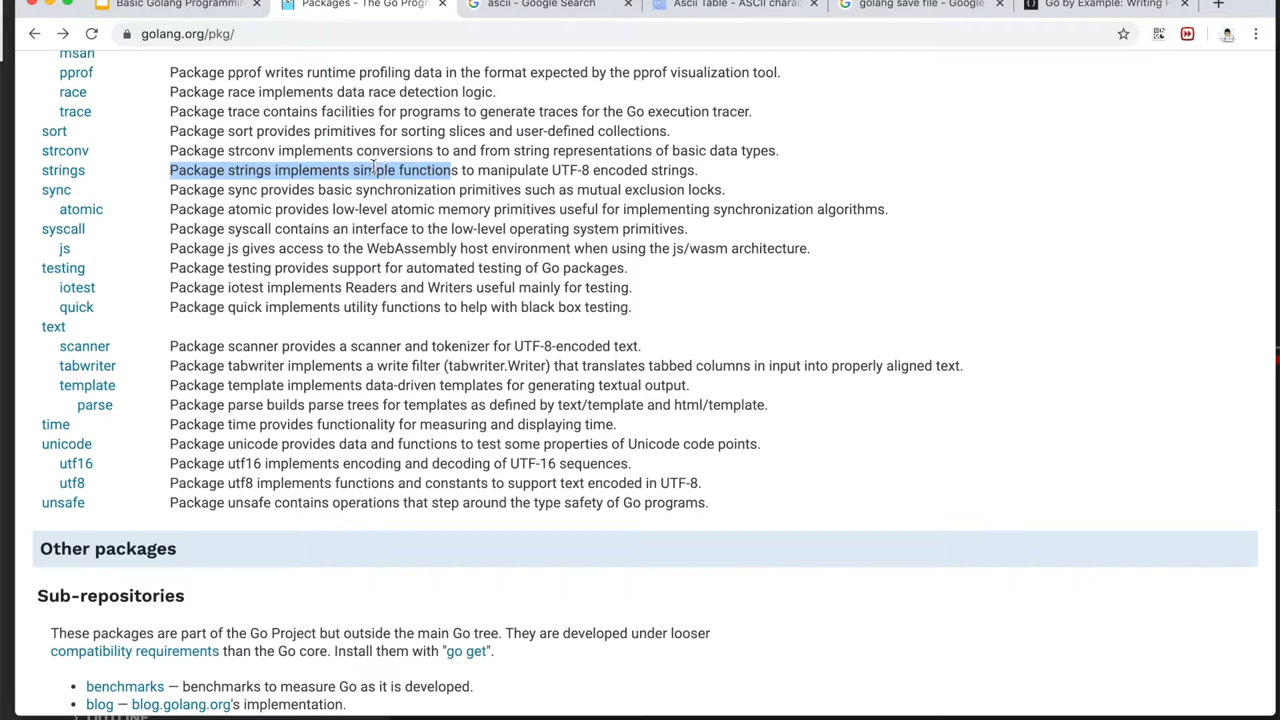 Basic Golang Programmin
Packages - The Go Progr
ascii - Google Search
Ascii Table - ASCII charac
golang save file - Google
Go by Example: Writing F
golang.org/pkg/
msan
pprof Package pprof writes runtime profiling data in the format expected by the pprof visualization tool.
race Package race implements data race detection logic.
trace Package trace contains facilities for programs to generate traces for the Go execution tracer.
sort Package sort provides primitives for sorting slices and user-defined collections.
strconv Package strconv implements conversions to and from string representations of basic data types.
strings Package strings implements simple functions to manipulate UTF-8 encoded strings.
sync Package sync provides basic synchronization primitives such as mutual exclusion locks.
atomic Package atomic provides low-level atomic memory primitives useful for implementing synchronization algorithms.
syscall Package syscall contains an interface to the low-level operating system primitives.
js Package js gives access to the WebAssembly host environment when using the js/wasm architecture.
testing Package testing provides support for automated testing of Go packages.
iotest Package iotest implements Readers and Writers useful mainly for testing.
quick Package quick implements utility functions to help with black box testing.
text
scanner Package scanner provides a scanner and tokenizer for UTF-8-encoded text.
tabwriter Package tabwriter implements a write filter (tabwriter.Writer) that translates tabbed columns in input into properly aligned text.
template Package template implements data-driven templates for generating textual output.
parse Package parse builds parse trees for templates as defined by text/template and html/template.
time Package time provides functionality for measuring and displaying time.
unicode Package unicode provides data and functions to test some properties of Unicode code points.
utf16 Package utf16 implements encoding and decoding of UTF-16 sequences.
utf8 Package utf8 implements functions and constants to support text encoded in UTF-8.
unsafe Package unsafe contains operations that step around the type safety of Go programs.
Other packages
Sub-repositories
These packages are part of the Go Project but outside the main Go tree. They are developed under looser
compatibility requirements than the Go core. Install them with "go get".
• benchmarks — benchmarks to measure Go as it is developed.
• blog — blog.golang.org's implementation.
OUTLINE